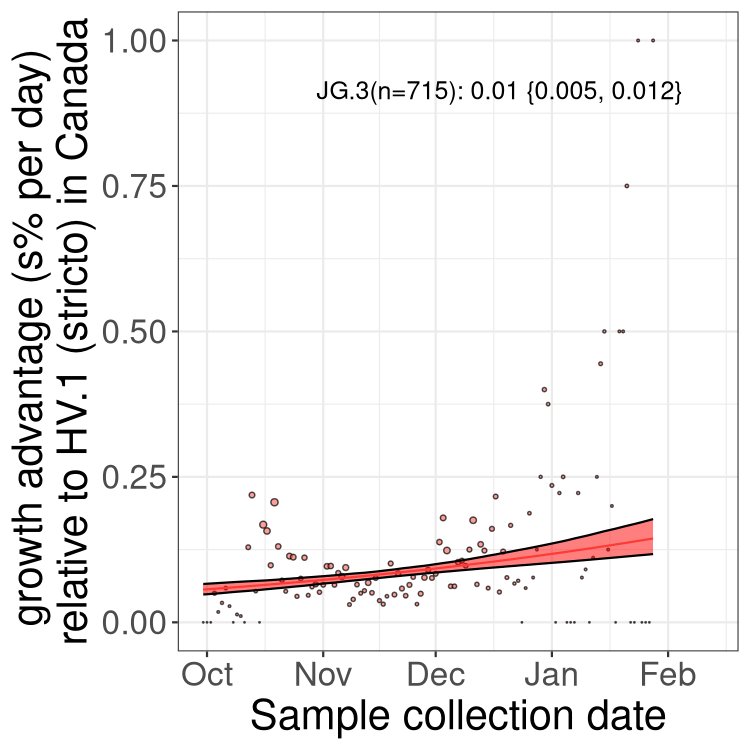 growth advantage (s% per day)
relative to HV.1 (stricto) in Canada
1.00
0.75
0.50
0.25
0.00
JG.3(n=715): 0.01 {0.005, 0.012}
Oct Nov Dec Jan Feb
Sample collection date